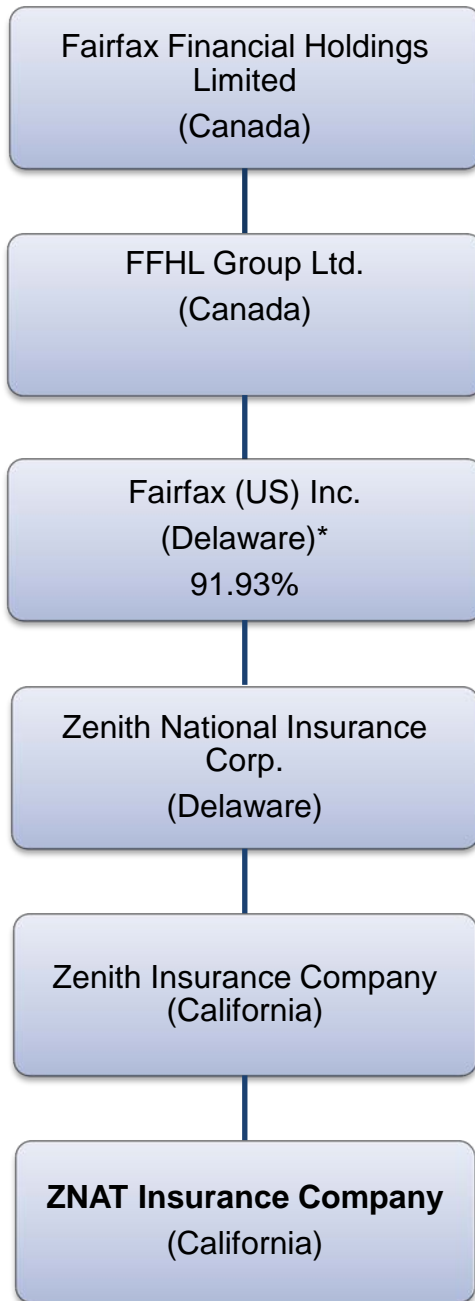 Fairfax Financial Holdings
Limited
(Canada)
FFHL Group Ltd.
(Canada)
Fairfax (US) Inc.
(Delaware)*
91.93%
Zenith National Insurance
Corp.
(Delaware)
Zenith Insurance Company
(California)
ZNAT Insurance Company
(California)